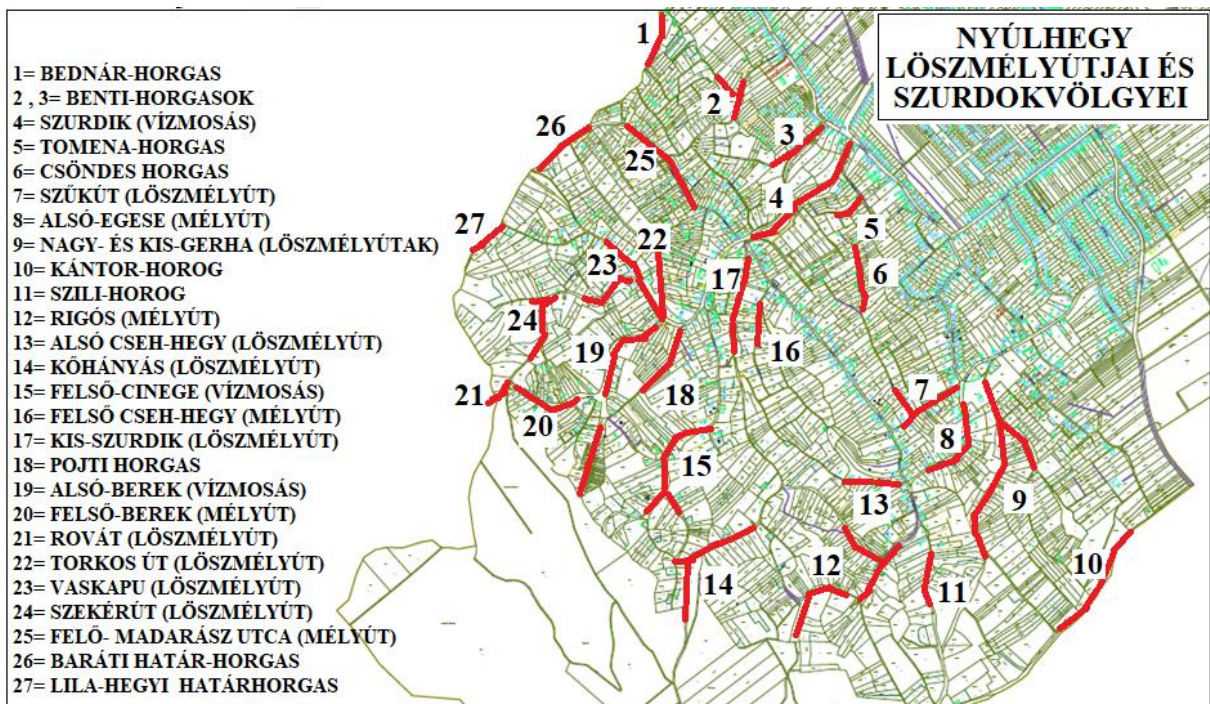 NYÚLHEGY
LÖSZMÉLYÚTJAI ÉS
SZURDOKVÖLGYEI
1= BEDNÁR-HORGAS
2 , 3= BENTI-HORGASOK
4= SZURDIK (VÍZMOSÁS)
5= TOMENA-HORGAS
6= CSÖNDES HORGAS
7= SZŰKÚT (LÖSZMÉLYÚT)
8= ALSÓ-EGESE (MÉLYÚT)
9= NAGY- ÉS KIS-GERHA (LÖSZMÉLYÚTAK)
10= KÁNTOR-HOROG
11= SZILI-HOROG
12= RIGÓS (MÉLYÚT)
13= ALSÓ CSEH-HEGY (LÖSZMÉLYÚT)
14= KŐHÁNYÁS (LÖSZMÉLYÚT)
15= FELSŐ-CINEGE (VÍZMOSÁS)
16= FELSŐ CSEH-HEGY (MÉLYÚT)
17= KIS-SZURDIK (LÖSZMÉLYÚT)
18= POJTI HORGAS
19= ALSÓ-BEREK (VÍZMOSÁS)
20= FELSŐ-BEREK (MÉLYÚT)
21= ROVÁT (LÖSZMÉLYÚT)
22= TORKOS ÚT (LÖSZMÉLYÚT)
23= VASKAPU (LÖSZMÉLYÚT)
24= SZEKÉRÚT (LÖSZMÉLYÚT)
25= FELŐ- MADARÁSZ UTCA (MÉLYÚT)
26= BARÁTI HATÁR-HORGAS
27= LILA-HEGYI HATÁRHORGAS
1
2
26
3
25
4
5
27
22
23
17
6
24
19
16
21
18
7
20
8
15
9
13
12
10
14
11